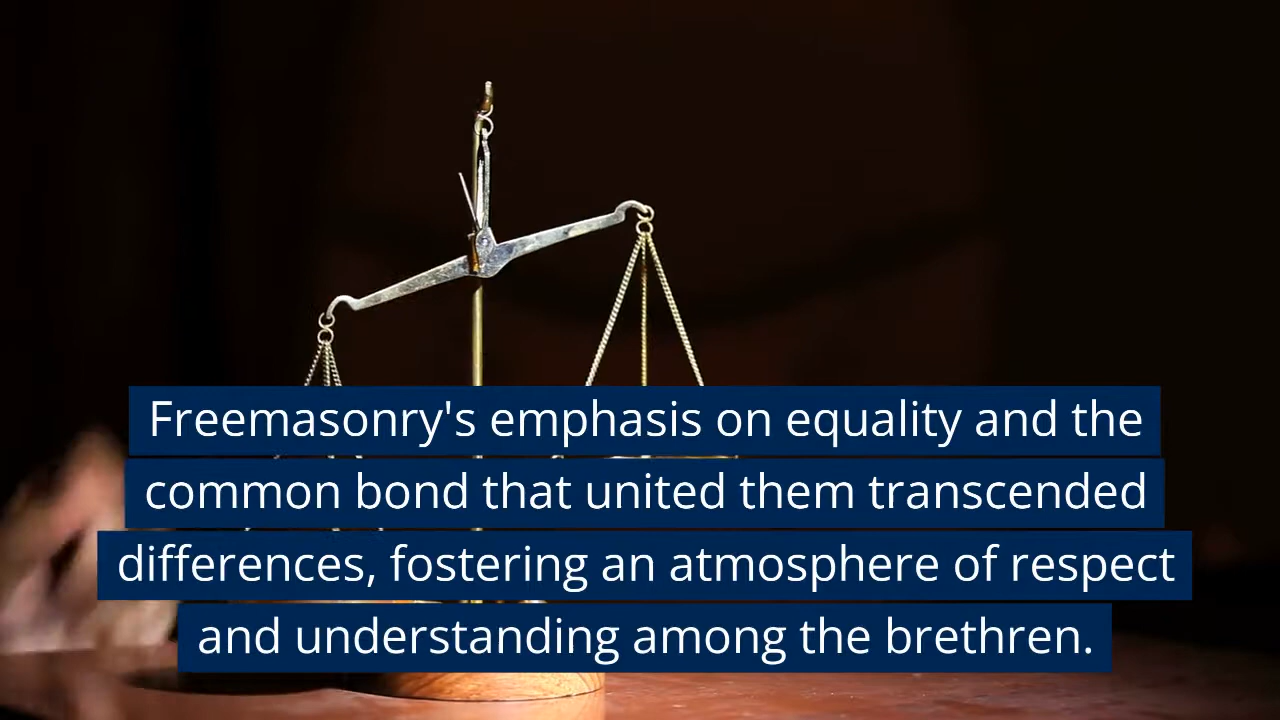 Freemasonry's emphasis on equality and the
common bond that united them transcended
differences, fostering an atmosphere of respect
and understanding among the brethren.